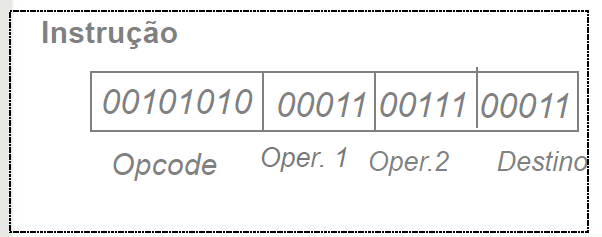 Instrução
00101010 00011 00111 00011
Opcode Oper. 1 Oper.2 Destino